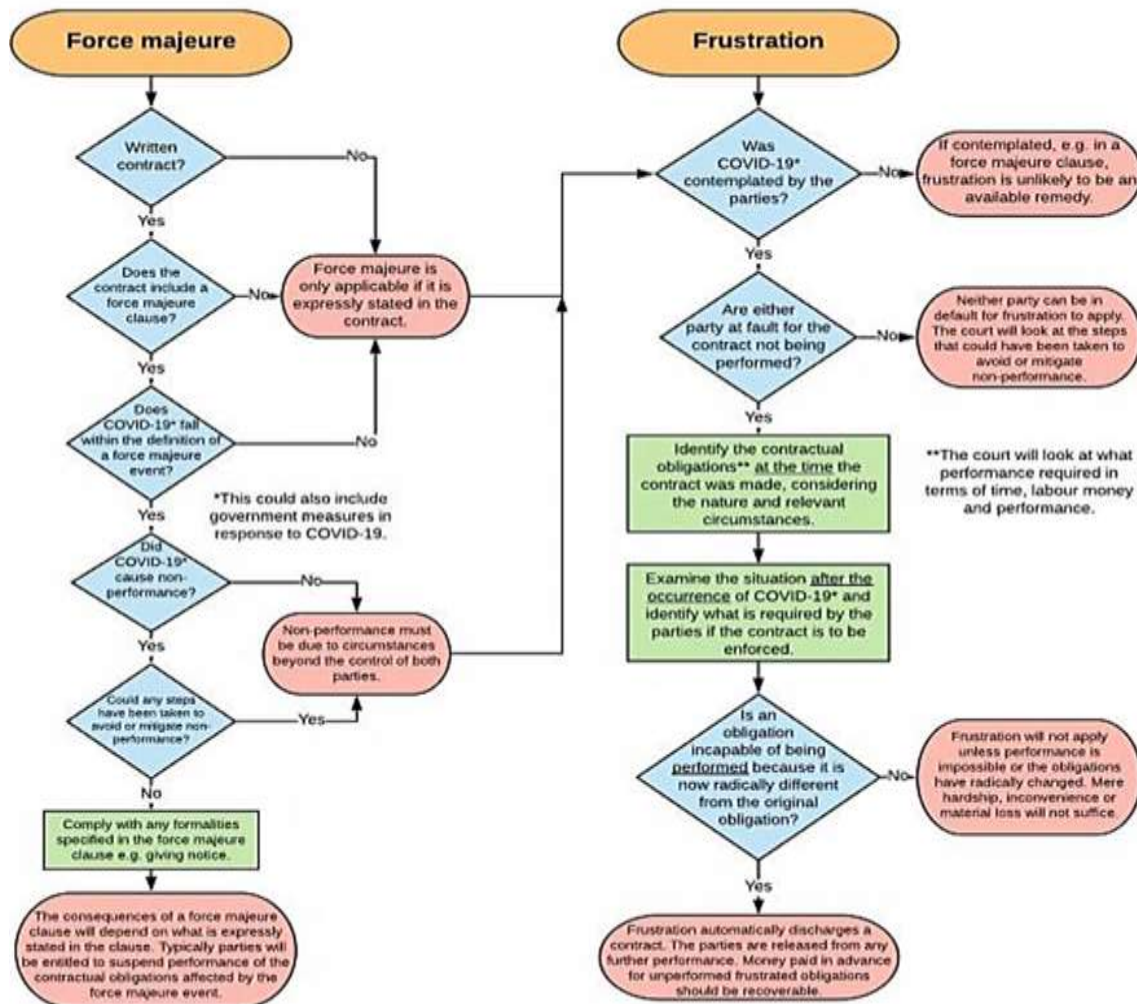 Force majeure
Written
contract?
No
Yes
Does the
contract include a
force majeure
clause?
No
Force majeure is
only applicable if it is
expressly stated in the
contract.
Yes
Does
COVID-19* fall
within the definition of
a force majeure
event?
No
Yes
*This could also include
government measures in
response to COVID-19.
Did
COVID-19*
cause non-
performance?
No
Non-performance must
be due to circumstances
beyond the control of both
parties.
Yes
Could any steps
have been taken to
avoid or mitigate non-
performance?
Yes
No
Comply with any formalities
specified in the force majeure
clause e.g. giving notice.
The consequences of a force majeure
clause will depend on what is expressly
stated in the clause. Typically parties will
be entitled to suspend performance of the
contractual obligations affected by the
force majeure event.
Frustration
Was
COVID-19*
contemplated by the
parties?
No
If contemplated, e.g. in a
force majeure clause,
frustration is unlikely to be an
available remedy.
Yes
Are either
party at fault for the
contract not being
performed?
No
Neither party can be in
default for frustration to apply.
The court will look at the steps
that could have been taken to
avoid or mitigate
non-performance.
Yes
Identify the contractual
obligations** at the time the
contract was made, considering
the nature and relevant
circumstances.
**The court will look at what
performance required in
terms of time, labour money
and performance.
Examine the situation after the
occurrence of COVID-19* and
identify what is required by the
parties if the contract is to be
enforced.
Is an
obligation
incapable of being
performed because it is
now radically different
from the original
obligation?
No
Frustration will not apply
unless performance is
impossible or the obligations
have radically changed. Mere
hardship, inconvenience or
material loss will not suffice.
Yes
Frustration automatically discharges a
contract. The parties are released from any
further performance. Money paid in advance
for unperformed frustrated obligations
should be recoverable.